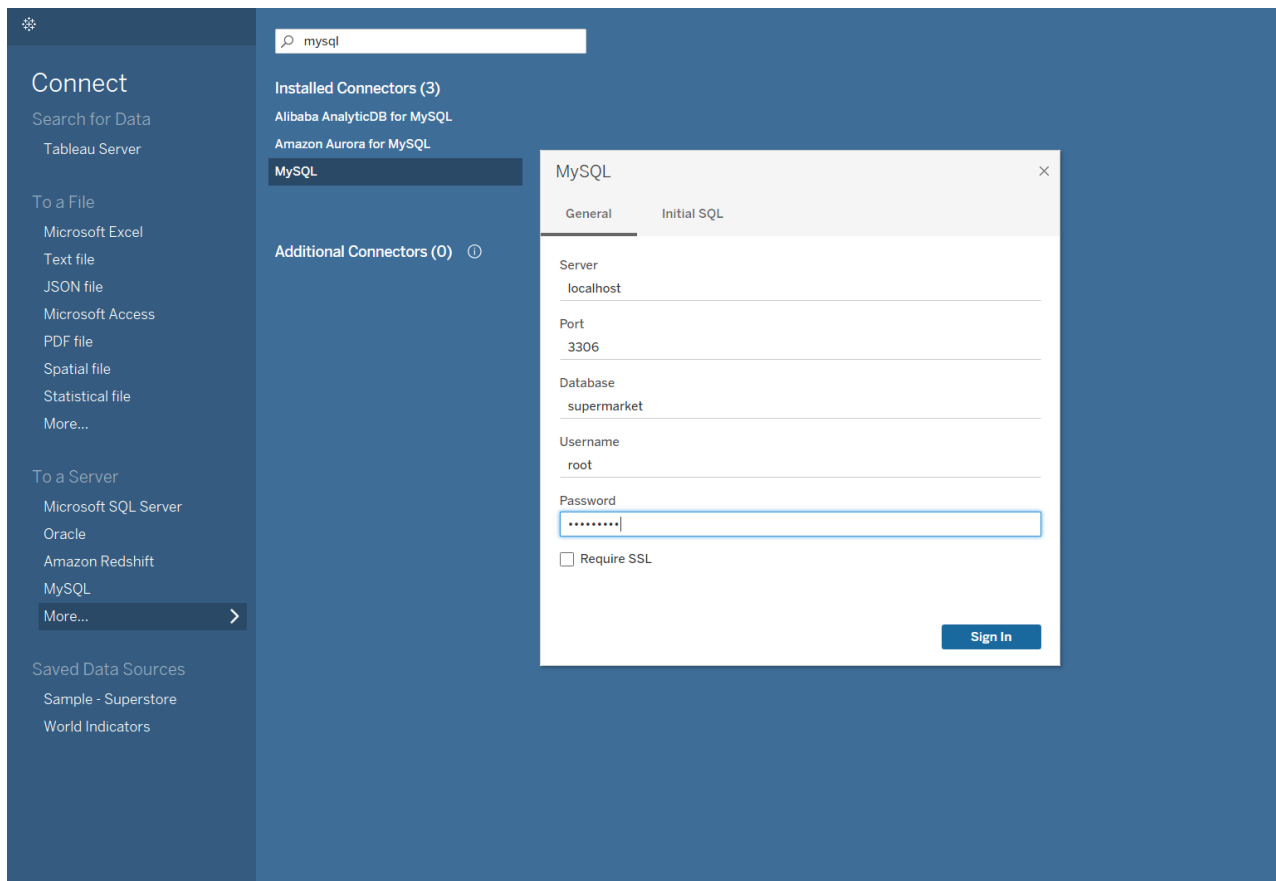 Connect
Search for Data
Tableau Server
To a File
Microsoft Excel
Text file
JSON file
Microsoft Access
PDF file
Spatial file
Statistical file
More...
To a Server
Microsoft SQL Server
Oracle
Amazon Redshift
MySQL
More...
Saved Data Sources
Sample - Superstore
World Indicators
mysql
Installed Connectors (3)
Alibaba AnalyticDB for MySQL
Amazon Aurora for MySQL
MySQL
Additional Connectors (0)
MySQL
General Initial SQL
Server
localhost
Port
3306
Database
supermarket
Username
root
Password
•••••••••
Require SSL
Sign In